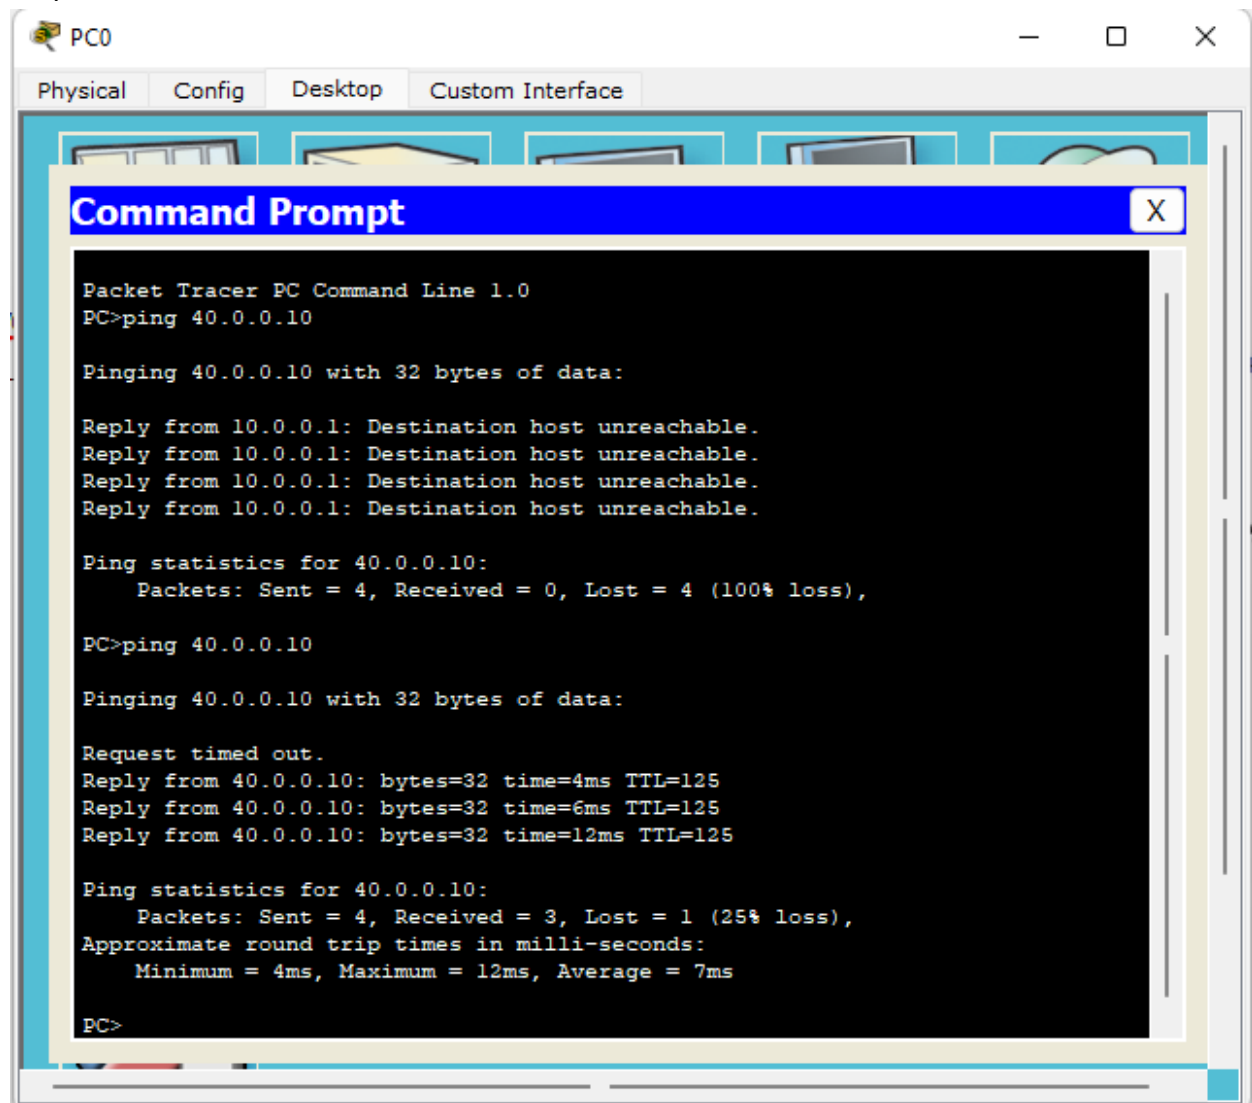 PC0
Physical Config Desktop Custom Interface
Command Prompt X
Packet Tracer PC Command Line 1.0
PC>ping 40.0.0.10
Pinging 40.0.0.10 with 32 bytes of data:
Reply from 10.0.0.1: Destination host unreachable.
Reply from 10.0.0.1: Destination host unreachable.
Reply from 10.0.0.1: Destination host unreachable.
Reply from 10.0.0.1: Destination host unreachable.
Ping statistics for 40.0.0.10:
Packets: Sent = 4, Received = 0, Lost = 4 (100% loss),
PC>ping 40.0.0.10
Pinging 40.0.0.10 with 32 bytes of data:
Request timed out.
Reply from 40.0.0.10: bytes=32 time=4ms TTL=125
Reply from 40.0.0.10: bytes=32 time=6ms TTL=125
Reply from 40.0.0.10: bytes=32 time=12ms TTL=125
Ping statistics for 40.0.0.10:
Packets: Sent = 4, Received = 3, Lost = 1 (25% loss),
Approximate round trip times in milli-seconds:
Minimum = 4ms, Maximum = 12ms, Average = 7ms
PC>